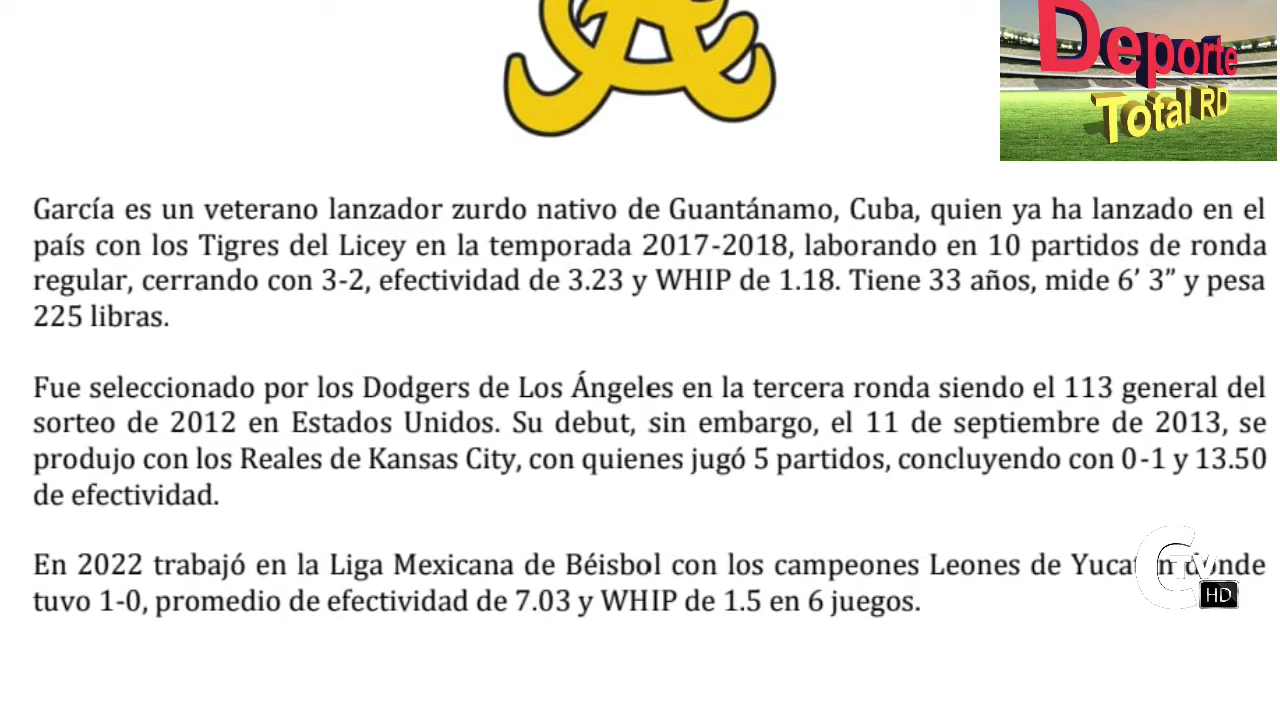 Deporte
Total RD
García es un veterano lanzador zurdo nativo de Guantánamo, Cuba, quien ya ha lanzado en el
país con los Tigres del Licey en la temporada 2017-2018, laborando en 10 partidos de ronda
regular, cerrando con 3-2, efectividad de 3.23 y WHIP de 1.18. Tiene 33 años, mide 6’ 3” y pesa
225 libras.
Fue seleccionado por los Dodgers de Los Ángeles en la tercera ronda siendo el 113 general del
sorteo de 2012 en Estados Unidos. Su debut, sin embargo, el 11 de septiembre de 2013, se
produjo con los Reales de Kansas City, con quienes jugó 5 partidos, concluyendo con 0-1 y 13.50
de efectividad.
En 2022 trabajó en la Liga Mexicana de Béisbol con los campeones Leones de Yucatán donde
tuvo 1-0, promedio de efectividad de 7.03 y WHIP de 1.5 en 6 juegos.
HD